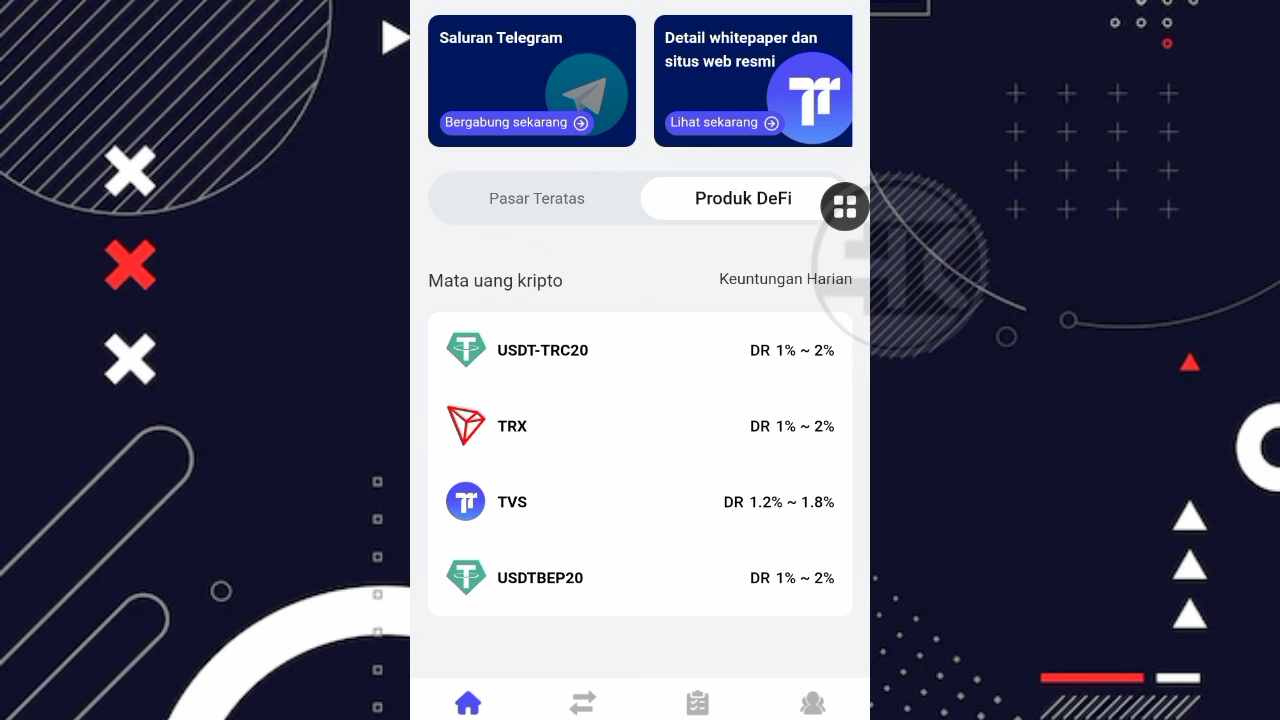 Saluran Telegram
Bergabung sekarang
Detail whitepaper dan
situs web resmi
Lihat sekarang
Pasar Teratas
Produk DeFi
Mata uang kripto
Keuntungan Harian
USDT-TRC20
DR 1% ~ 2%
TRX
DR 1% ~ 2%
TVS
DR 1.2% ~ 1.8%
USDTBEP20
DR 1% ~ 2%